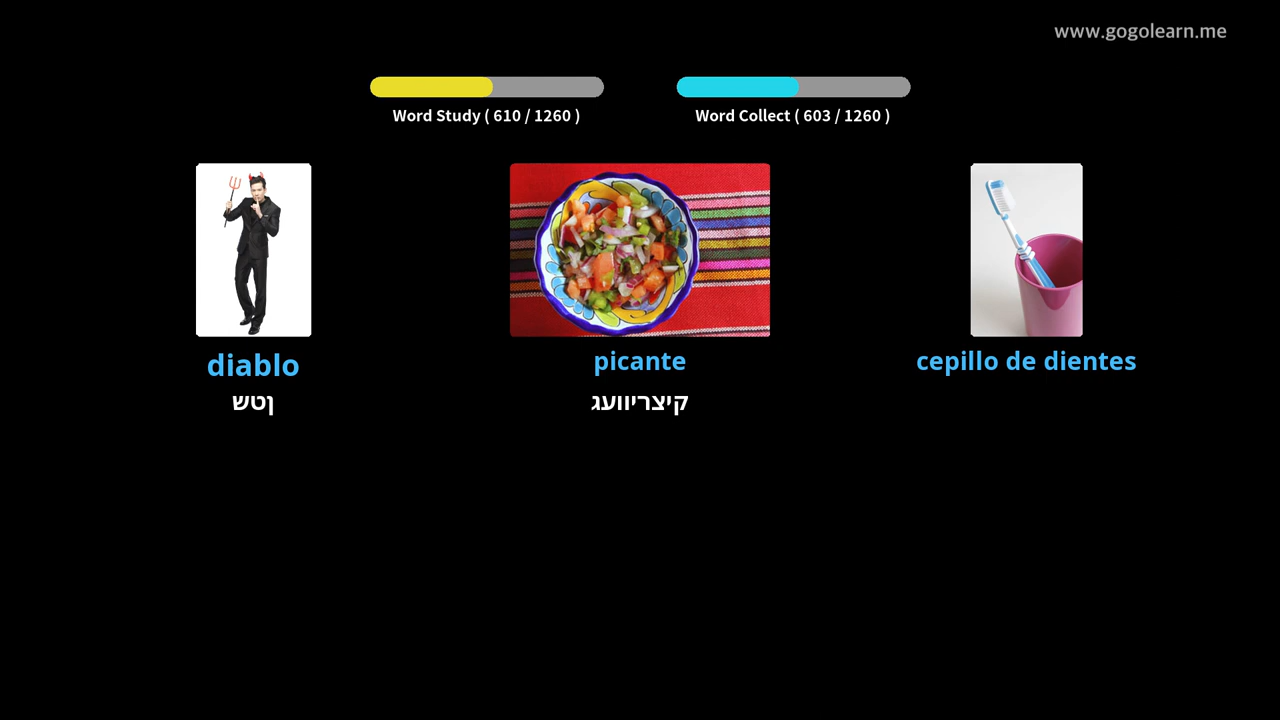 www.gogolearn.me
Word Study ( 610 / 1260 )
Word Collect ( 603 / 1260 )
diablo
picante
cepillo de dientes
שטן
געווירציק